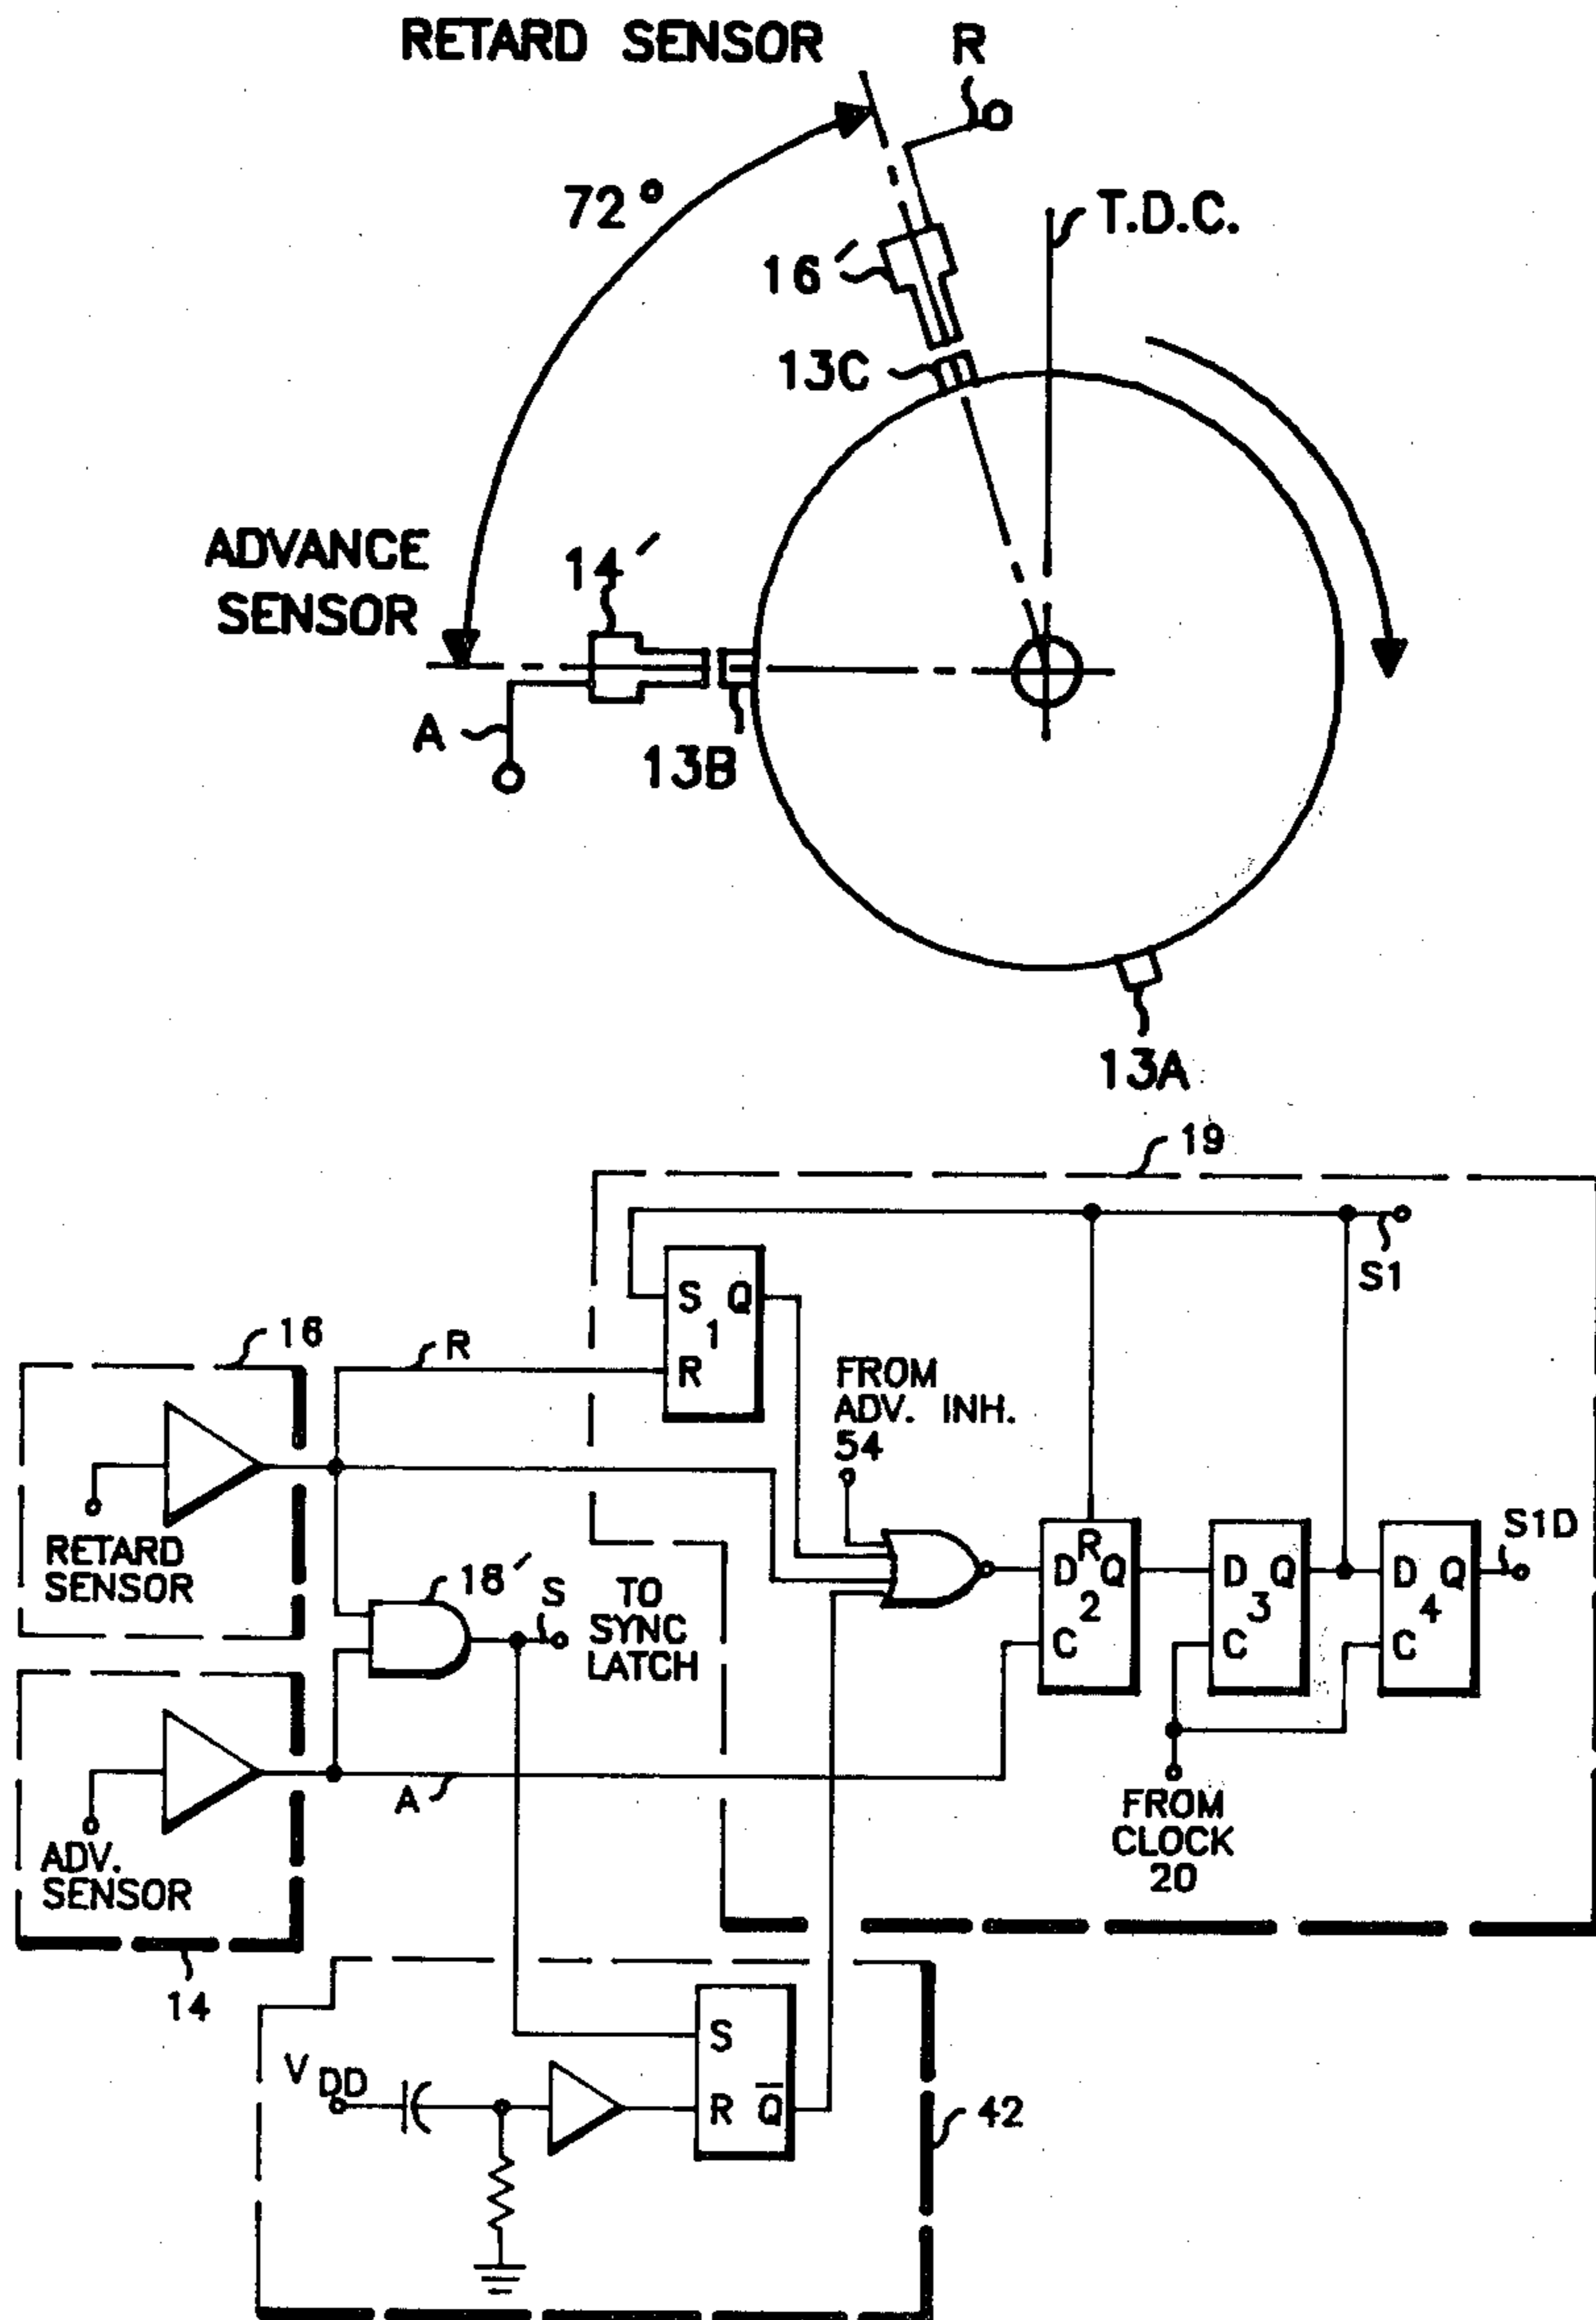 RETARD SENSOR
R
72°
T.D.C.
16'
13C
ADVANCE
SENSOR
14'
A
13B
13A
19
S1
S Q
1
R
16
R
FROM
ADV. INH.
54
RETARD
SENSOR
18'
S
TO
SYNC
LATCH
D R Q
2
C
D Q
3
C
D Q
4
C
S1D
A
FROM
CLOCK
20
ADV.
SENSOR
14
S
R Q̅
VDD
42